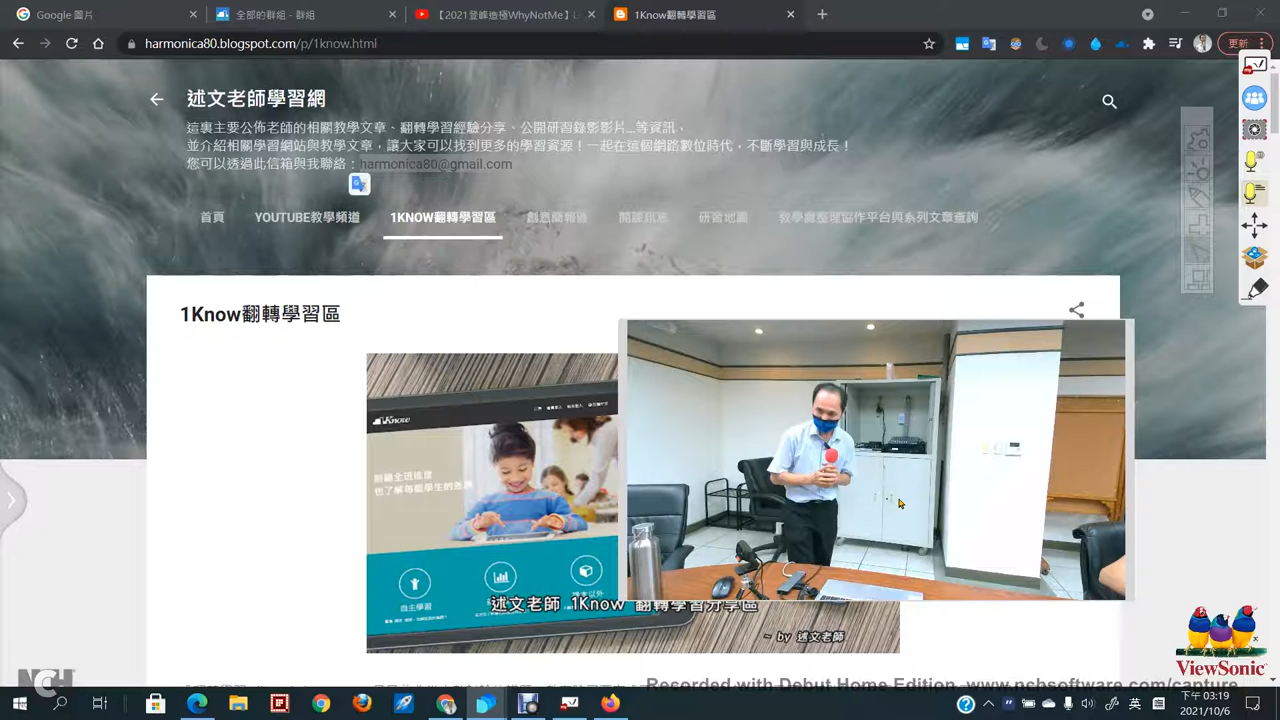 Google 圖片
全部的群組 - 群組
【2021登峰造極WhyNotMe】L
1Know翻轉學習區
harmonica80.blogspot.com/p/1know.html
更新
述文老師學習網
這裏主要公佈老師的相關教學文章、翻轉學習經驗分享、公開研習錄影影片...等資訊，
並介紹相關學習網站與教學文章，讓大家可以找到更多的學習資源！一起在這個網路數位時代，不斷學習與成長！
您可以透過此信箱與我聯絡：harmonica80@gmail.com
首頁
YOUTUBE教學頻道
1KNOW翻轉學習區
創意簡報區
開課訊息
研習地圖
教學處整理協作平台與系列文章查詢
1Know翻轉學習區
1Know
自主學習
述文老師 1Know 翻轉學習分享區
~ by 述文老師
NCH
ViewSonic
Recorded with Debut Home Edition. www.nchsoftware.com/capture
英
下午 03:19
2021/10/6